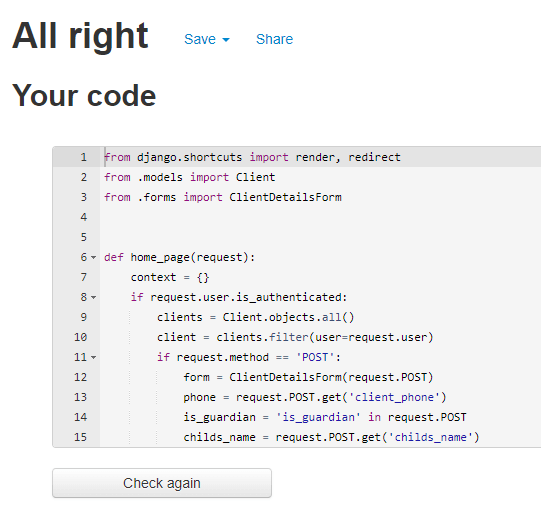 All right Save Share
Your code
1 from django.shortcuts import render, redirect
2 from .models import Client
3 from .forms import ClientDetailsForm
4
5
6 def home_page(request):
7 context = {}
8 if request.user.is_authenticated:
9 clients = Client.objects.all()
10 client = clients.filter(user=request.user)
11 if request.method == 'POST':
12 form = ClientDetailsForm(request.POST)
13 phone = request.POST.get('client_phone')
14 is_guardian = 'is_guardian' in request.POST
15 childs_name = request.POST.get('childs_name')
Check again